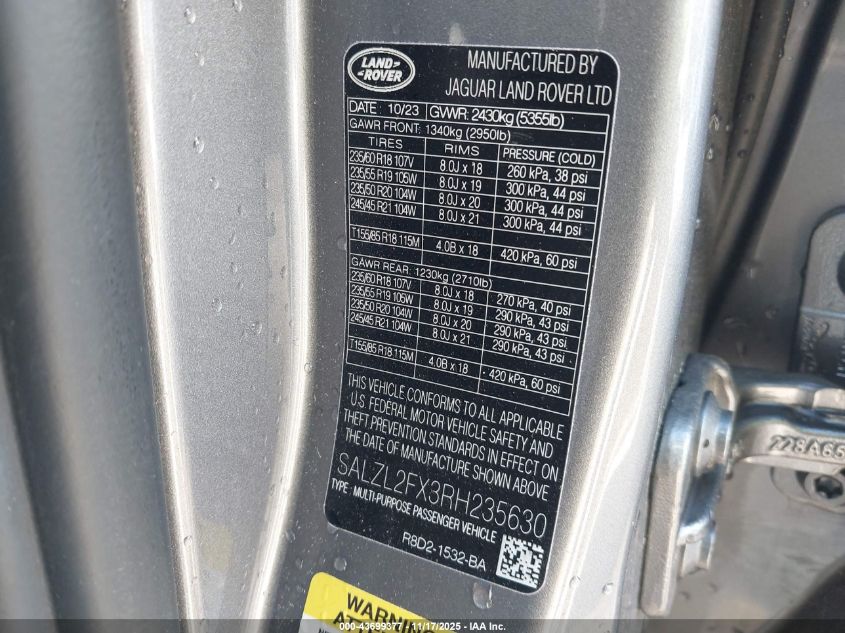 LAND
ROVER
MANUFACTURED BY
JAGUAR LAND ROVER LTD
DATE: 10/23 GVWR: 2430kg (5355lb)
GAWR FRONT: 1340kg (2950lb)
TIRES RIMS PRESSURE (COLD)
235/60 R18 107V 8.0J x 18 260 kPa, 38 psi
235/55 R19 105W 8.0J x 19 300 kPa, 44 psi
235/50 R20 104W 8.0J x 20 300 kPa, 44 psi
245/45 R21 104W 8.0J x 21 300 kPa, 44 psi
T155/85 R18 115M 4.0B x 18 420 kPa, 60 psi
GAWR REAR: 1230kg (2710lb)
235/60 R18 107V 8.0J x 18 270 kPa, 40 psi
235/55 R19 105W 8.0J x 19 290 kPa, 43 psi
235/50 R20 104W 8.0J x 20 290 kPa, 43 psi
245/45 R21 104W 8.0J x 21 290 kPa, 43 psi
T155/85 R18 115M 4.0B x 18 420 kPa, 60 psi
THIS VEHICLE CONFORMS TO ALL APPLICABLE
U.S. FEDERAL MOTOR VEHICLE SAFETY AND
THEFT PREVENTION STANDARDS IN EFFECT ON
THE DATE OF MANUFACTURE SHOWN ABOVE
SALZL2FX3RH235630
TYPE: MULTI-PURPOSE PASSENGER VEHICLE
R8D2-1532-BA
228A65
WARNING
000-43699377 - 11/17/2025 - IAA Inc.